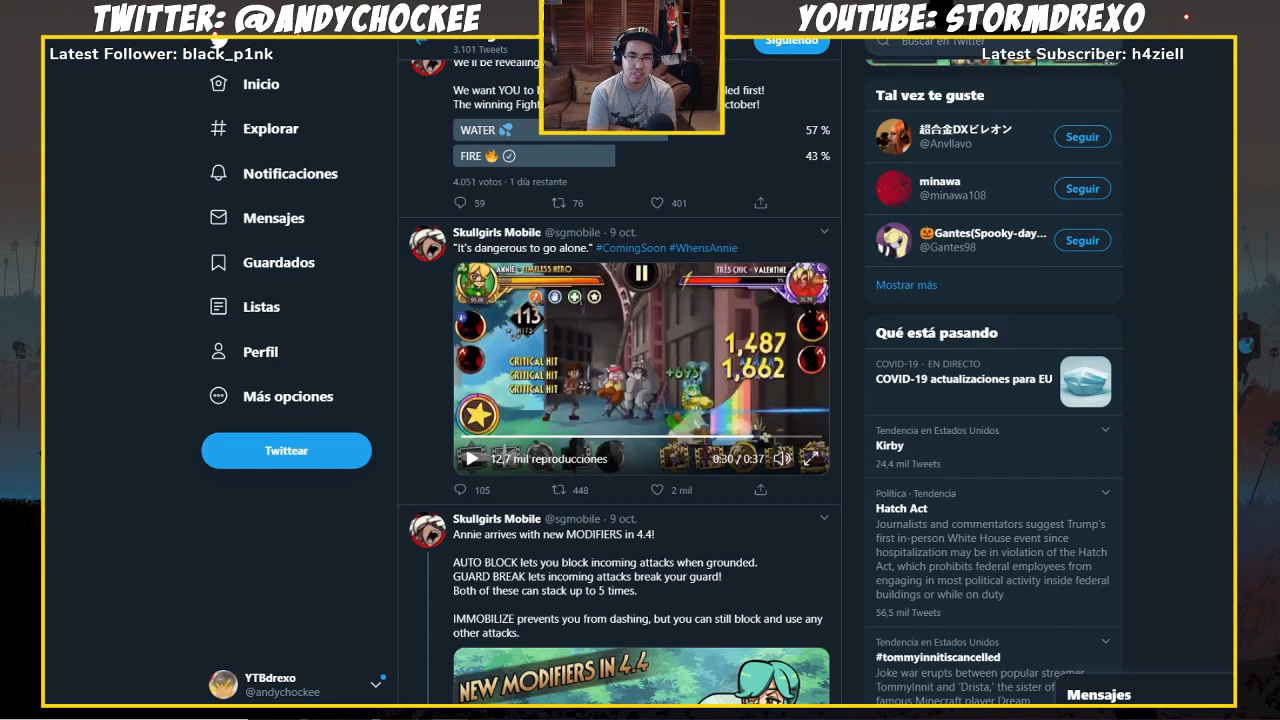 TWITTER: @ANDYCHOCKEE
YOUTUBE: STORMDREXO
Latest Follower: black_p1nk
Latest Subscriber: h4ziell
Inicio
Explorar
Notificaciones
Mensajes
Guardados
Listas
Perfil
Más opciones
Twittear
YTBdrexo
@andychockee
3.101 Tweets
Siguiendo
We'll be revealing
We want YOU to
led first!
The winning Fight
ctober!
WATER 💦 57 %
FIRE 🔥 43 %
4.051 votos · 1 día restante
59 76 401
Skullgirls Mobile @sgmobile · 9 oct.
"It's dangerous to go alone." #ComingSoon #WhensAnnie
ANNIE - TIMELESS HERO
TRÈS CHIC - VALENTINE
113
HITS
1,487
1,662
+695
CRITICAL HIT
CRITICAL HIT
CRITICAL HIT
12,7 mil reproducciones
0:30 / 0:37
105 448 2 mil
Skullgirls Mobile @sgmobile · 9 oct.
Annie arrives with new MODIFIERS in 4.4!
AUTO BLOCK lets you block incoming attacks when grounded.
GUARD BREAK lets incoming attacks break your guard!
Both of these can stack up to 5 times.
IMMOBILIZE prevents you from dashing, but you can still block and use any
other attacks.
NEW MODIFIERS IN 4.4
Buscar en Twitter
Tal vez te guste
超合金DXビレオン
@Anvllavo
Seguir
minawa
@minawa108
Seguir
🎃Gantes(Spooky-day...
@Gantes98
Seguir
Mostrar más
Qué está pasando
COVID-19 · EN DIRECTO
COVID-19 actualizaciones para EU
Tendencia en Estados Unidos
Kirby
24,4 mil Tweets
Política · Tendencia
Hatch Act
Journalists and commentators suggest Trump's
first in-person White House event since
hospitalization may be in violation of the Hatch
Act, which prohibits federal employees from
engaging in most political activity inside federal
buildings or while on duty
56,5 mil Tweets
Tendencia en Estados Unidos
#tommyinnitiscancelled
Joke war erupts between popular streamer
TommyInnit and 'Drista,' the sister of
famous Minecraft player Dream
Mensajes